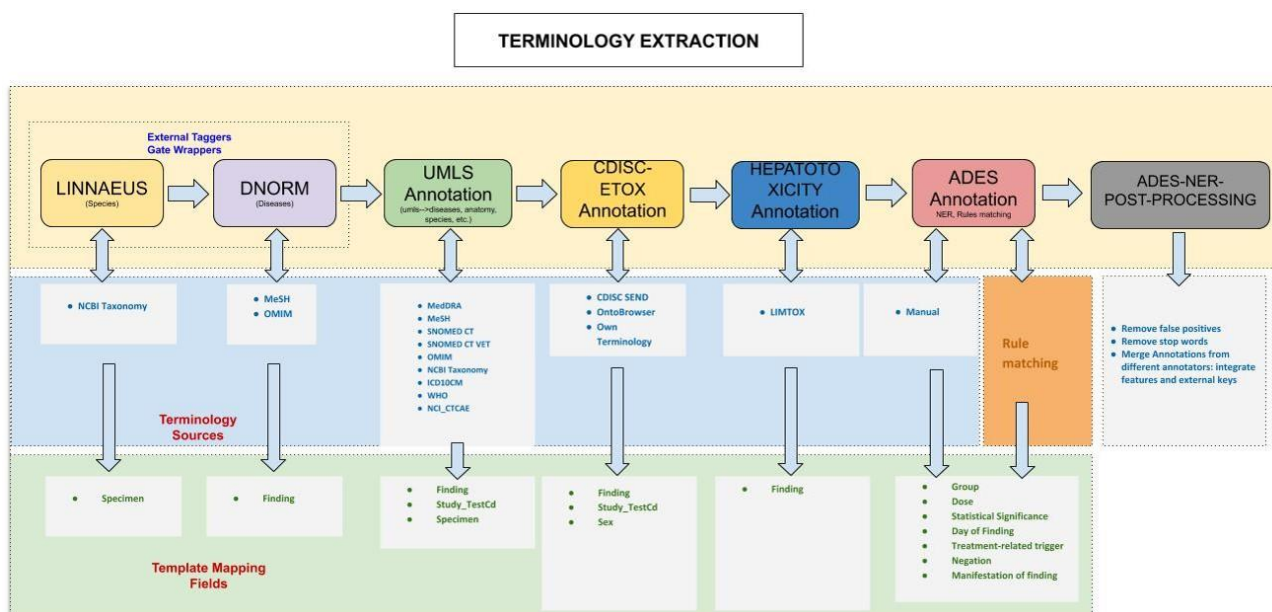 TERMINOLOGY EXTRACTION
External Taggers
Gate Wrappers
LINNAEUS
(Species)
DNORM
(Diseases)
UMLS
Annotation
(umls-->diseases, anatomy,
species, etc.)
CDISC-
ETOX
Annotation
HEPATOTO
XICITY
Annotation
ADES
Annotation
NER, Rules matching
ADES-NER-
POST-PROCESSING
● NCBI Taxonomy
● MeSH
● OMIM
● MedDRA
● MeSH
● SNOMED CT
● SNOMED CT VET
● OMIM
● NCBI Taxonomy
● ICD10CM
● WHO
● NCI_CTCAE
● CDISC SEND
● OntoBrowser
● Own
Terminology
● LIMTOX
● Manual
Rule
matching
● Remove false positives
● Remove stop words
● Merge Annotations from
different annotators: integrate
features and external keys
Terminology
Sources
● Specimen
● Finding
● Finding
● Study_TestCd
● Specimen
● Finding
● Study_TestCd
● Sex
● Finding
● Group
● Dose
● Statistical Significance
● Day of Finding
● Treatment-related trigger
● Negation
● Manifestation of finding
Template Mapping
Fields